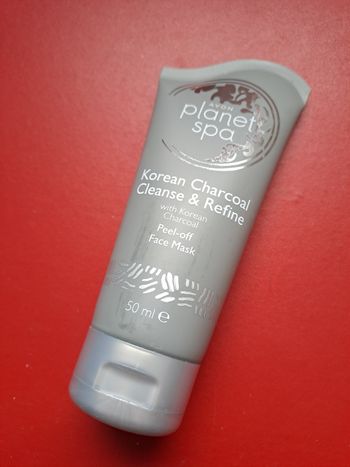 AVON
planet
spa
Korean Charcoal
Cleanse & Refine
with Korean
Charcoal
Peel-off
Face Mask
50 ml e